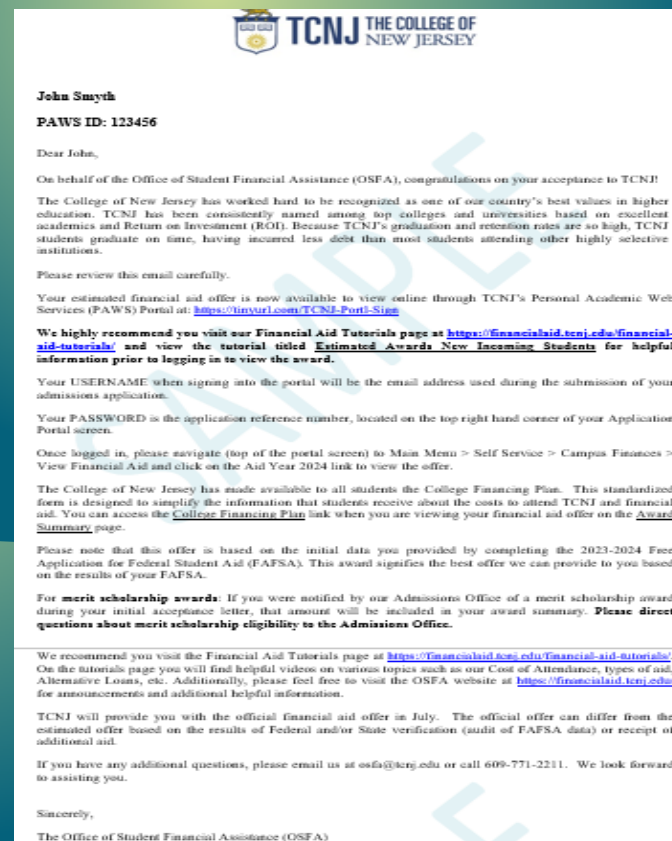 TCNJ THE COLLEGE OF
NEW JERSEY
John Smyth
PAWS ID: 123456
Dear John,
On behalf of the Office of Student Financial Assistance (OSFA), congratulations on your acceptance to TCNJ!
The College of New Jersey has worked hard to be recognized as one of our country's best values in higher
education. TCNJ has been consistently named among top colleges and universities based on excellent
academics and Return on Investment (ROI). Because TCNJ's graduation and retention rates are so high, TCNJ
students graduate on time, having incurred less debt than most students attending other highly selective
institutions.
Please review this email carefully.
Your estimated financial aid offer is now available to view online through TCNJ's Personal Academic Web
Services (PAWS) Portal at: https://tinyurl.com/TCNJ-Portl-Sign
We highly recommend you visit our Financial Aid Tutorials page at https://financialaid.tcnj.edu/financial-
aid-tutorials/ and view the tutorial titled Estimated Awards New Incoming Students for helpful
information prior to logging in to view the award.
Your USERNAME when signing into the portal will be the email address used during the submission of your
admissions application.
Your PASSWORD is the application reference number, located on the top right hand corner of your Application
Portal screen.
Once logged in, please navigate (top of the portal screen) to Main Menu > Self Service > Campus Finances >
View Financial Aid and click on the Aid Year 2024 link to view the offer.
The College of New Jersey has made available to all students the College Financing Plan. This standardized
form is designed to simplify the information that students receive about the costs to attend TCNJ and financial
aid. You can access the College Financing Plan link when you are viewing your financial aid offer on the Award
Summary page.
Please note that this offer is based on the initial data you provided by completing the 2023-2024 Free
Application for Federal Student Aid (FAFSA). This award signifies the best offer we can provide to you based
on the results of your FAFSA.
For merit scholarship awards: If you were notified by our Admissions Office of a merit scholarship award
during your initial acceptance letter, that amount will be included in your award summary. Please direct
questions about merit scholarship eligibility to the Admissions Office.
We recommend you visit the Financial Aid Tutorials page at https://financialaid.tcnj.edu/financial-aid-tutorials/
On the tutorials page you will find helpful videos on various topics such as our Cost of Attendance, types of aid,
Alternative Loans, etc. Additionally, please feel free to visit the OSFA website at https://financialaid.tcnj.edu/
for announcements and additional helpful information.
TCNJ will provide you with the official financial aid offer in July. The official offer can differ from the
estimated offer based on the results of Federal and/or State verification (audit of FAFSA data) or receipt of
additional aid.
If you have any additional questions, please email us at osfa@tcnj.edu or call 609-771-2211. We look forward
to assisting you.
Sincerely,
The Office of Student Financial Assistance (OSFA)
SAMPLE